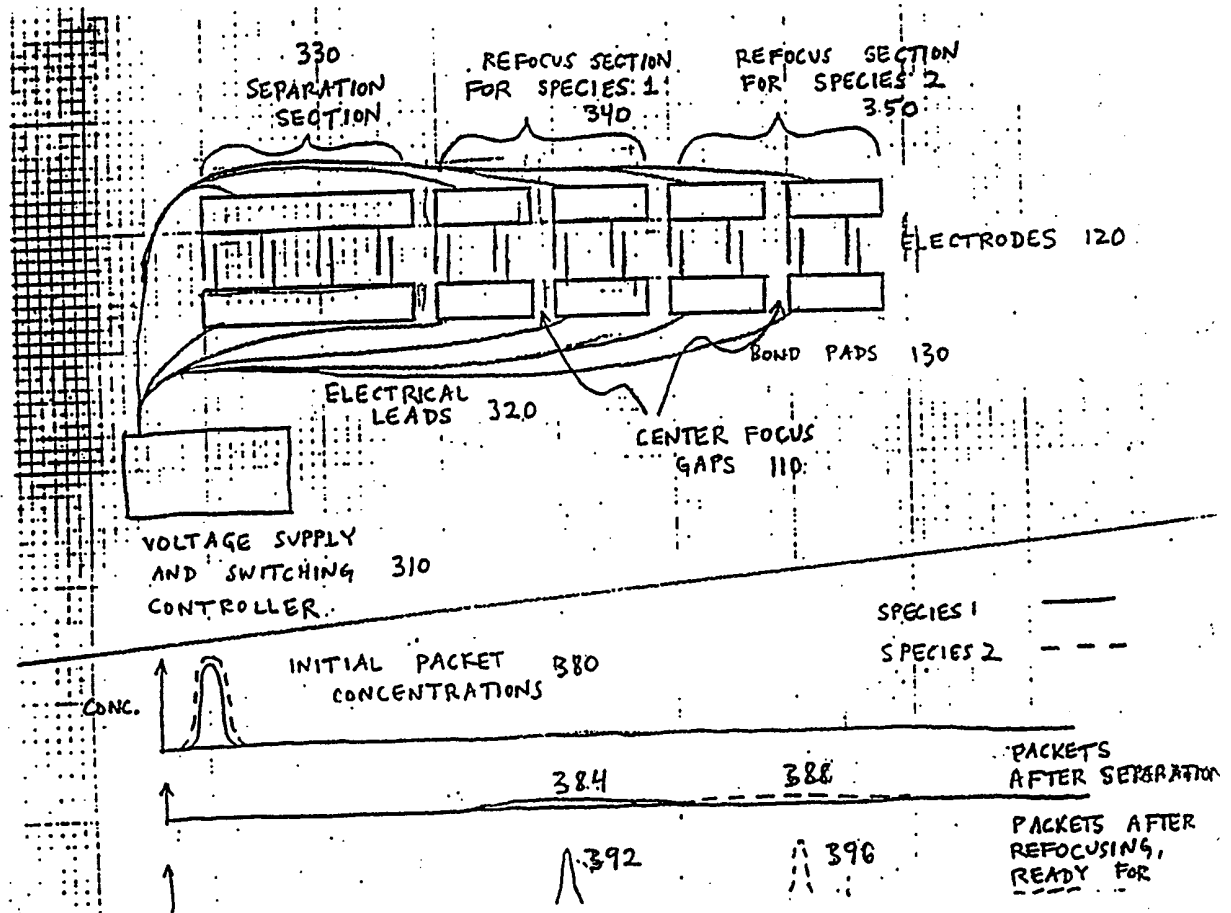 330
SEPARATION
SECTION
REFOCUS SECTION
FOR SPECIES 1
340
REFOCUS SECTION
FOR SPECIES 2
350
ELECTRODES 120
BOND PADS 130
ELECTRICAL
LEADS 320
CENTER FOCUS
GAPS 110
VOLTAGE SUPPLY
AND SWITCHING 310
CONTROLLER
SPECIES 1
SPECIES 2
INITIAL PACKET 380
CONCENTRATIONS
CONC.
PACKETS
AFTER SEPARATION
384
388
PACKETS AFTER
REFOCUSING,
READY FOR
392
396